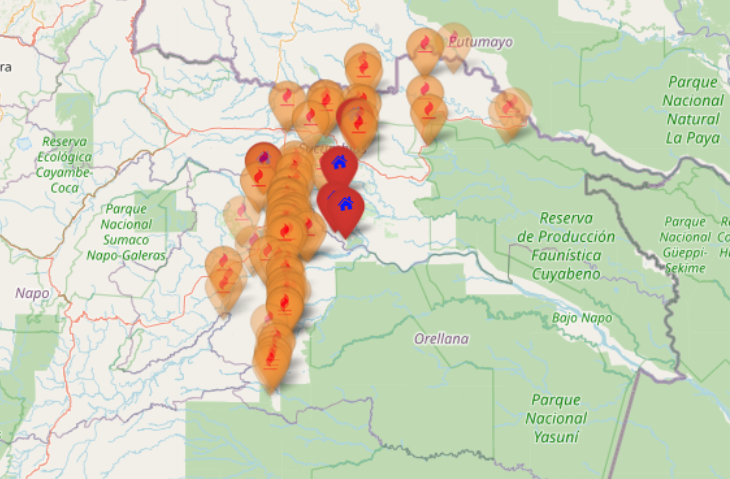 Putumayo
ra
Parque
Nacional
Natural
La Paya
Reserva
Ecológica
Cayambe-
Coca
Parque
Nacional
Sumaco
Napo-Galeras
Reserva
de Producción
Faunística
Cuyabeno
Parque
Nacional
Güeppi-
Sekime
Napo
Bajo Napo
Orellana
Parque
Nacional
Yasuní